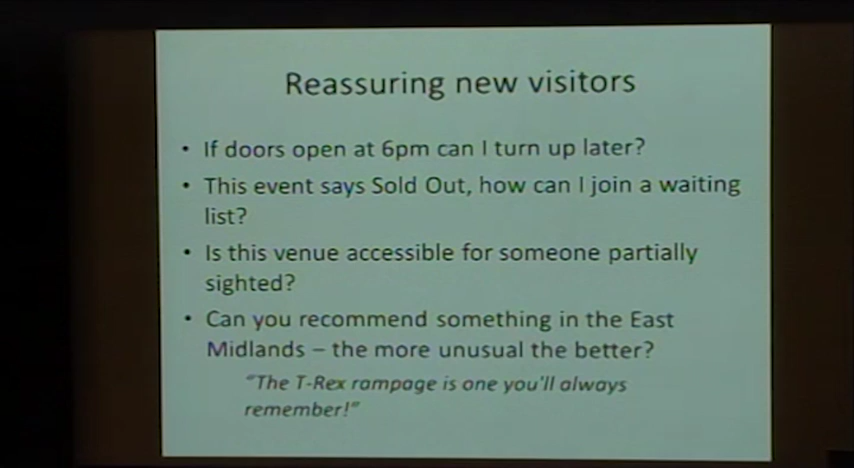 Reassuring new visitors
• If doors open at 6pm can I turn up later?
• This event says Sold Out, how can I join a waiting
list?
• Is this venue accessible for someone partially
sighted?
• Can you recommend something in the East
Midlands – the more unusual the better?
"The T-Rex rampage is one you'll always
remember!"